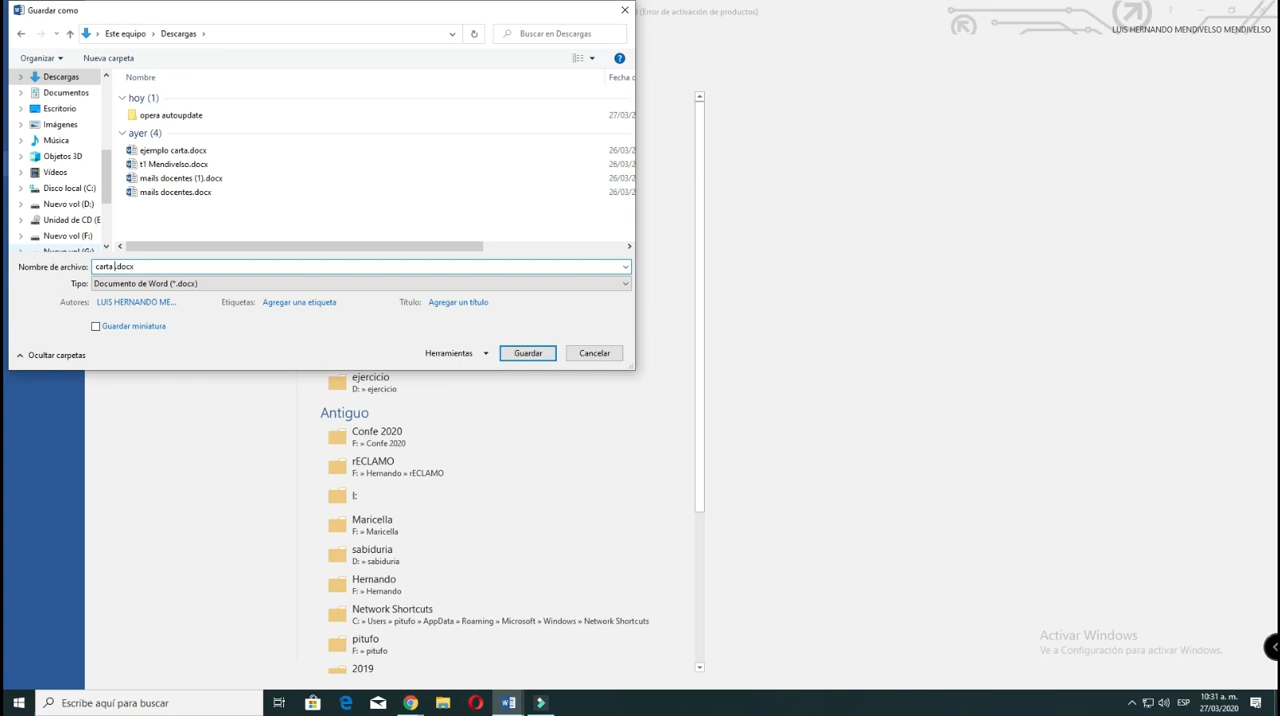 Guardar como
[Error de activación de productos)
LUIS HERNANDO MENDIVELSO MENDIVELSO
Este equipo > Descargas >
Buscar en Descargas
Organizar
Nueva carpeta
Descargas
Documentos
Escritorio
Imágenes
Música
Objetos 3D
Vídeos
Disco local (C:)
Nuevo vol (D:)
Unidad de CD (E
Nuevo vol (F:)
Nuevo vol (G:)
Nombre
Fecha d
hoy (1)
opera autoupdate
27/03/2
ayer (4)
ejemplo carta.docx
26/03/2
t1 Mendivelso.docx
26/03/2
mails docentes (1).docx
26/03/2
mails docentes.docx
26/03/2
Nombre de archivo: carta .docx
Tipo: Documento de Word (*.docx)
Autores: LUIS HERNANDO ME...
Etiquetas: Agregar una etiqueta
Título: Agregar un título
Guardar miniatura
Ocultar carpetas
Herramientas
Guardar
Cancelar
ejercicio
D: » ejercicio
Antiguo
Confe 2020
F: » Confe 2020
rECLAMO
F: » Hernando » rECLAMO
I:
Maricella
F: » Maricella
sabiduria
D: » sabiduria
Hernando
F: » Hernando
Network Shortcuts
C: » Users » pitufo » AppData » Roaming » Microsoft » Windows » Network Shortcuts
pitufo
F: » pitufo
2019
Activar Windows
Ve a Configuración para activar Windows.
Escribe aquí para buscar
ESP
10:31 a. m.
27/03/2020